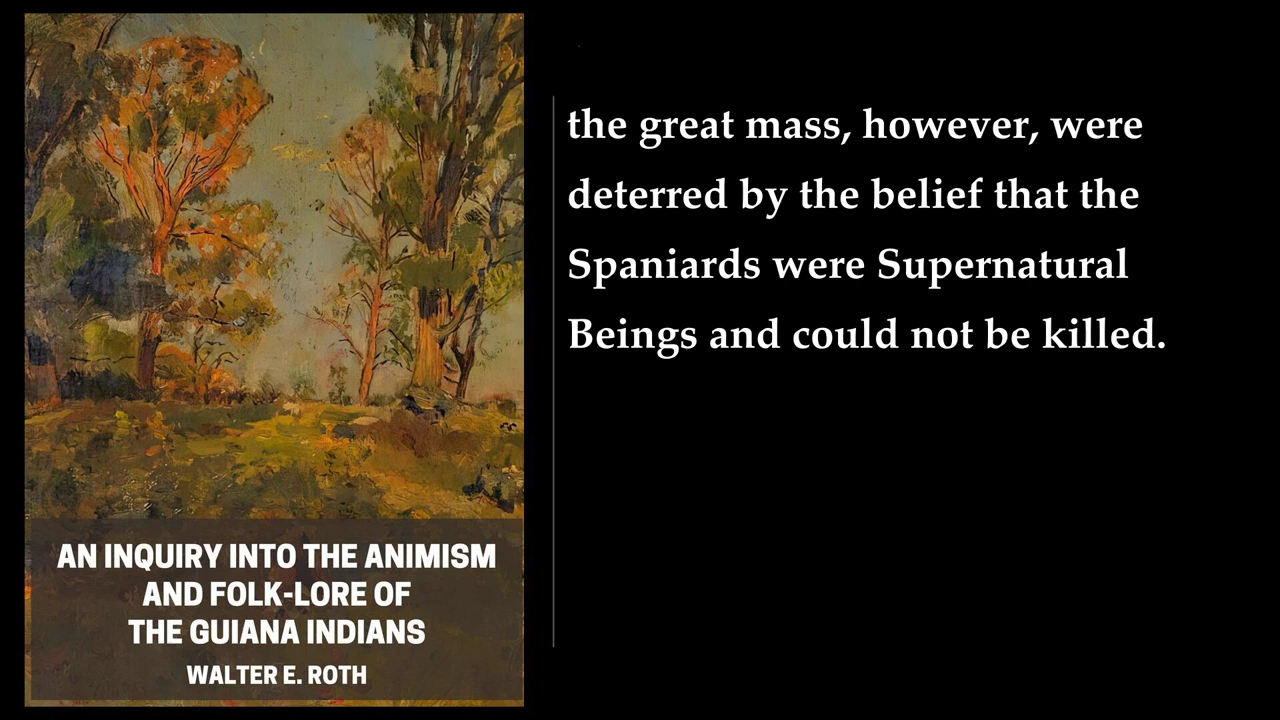 the great mass, however, were
deterred by the belief that the
Spaniards were Supernatural
Beings and could not be killed.
AN INQUIRY INTO THE ANIMISM
AND FOLK-LORE OF
THE GUIANA INDIANS
WALTER E. ROTH